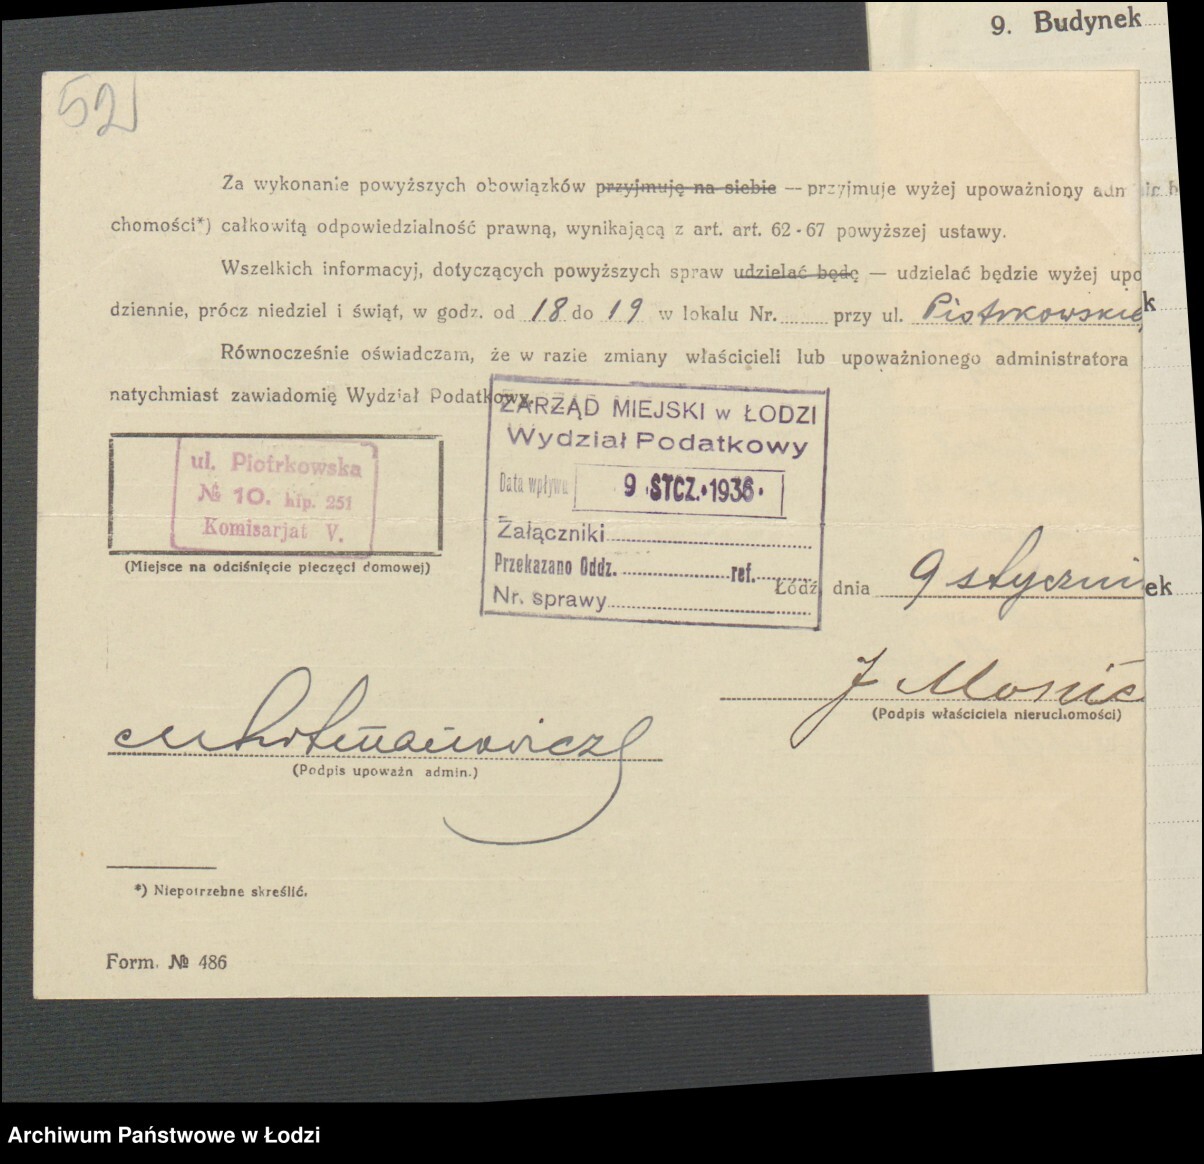 9. Budynek
52
Za wykonanie powyższych obowiązków przyjmuję na siebie — przyjmuje wyżej upoważniony adm
chomości*) całkowitą odpowiedzialność prawną, wynikającą z art. art. 62-67 powyższej ustawy.
Wszelkich informacyj, dotyczących powyższych spraw udzielać będę — udzielać będzie wyżej upo
dziennie, prócz niedziel i świąt, w godz. od 18 do 19 w lokalu Nr. ........ przy ul. Piotrkowskie
k
Równocześnie oświadczam, że w razie zmiany właścicieli lub upoważnionego administratora
natychmiast zawiadomię Wydział Podatkowy.
ZARZĄD MIEJSKI w ŁODZI
Wydział Podatkowy
Data wpływu 9 STCZ. 1936
Załączniki
Przekazano Oddz. ref.
Nr. sprawy
ul. Piotrkowska
№ 10. hip. 251
Komisarjat V.
(Miejsce na odciśnięcie pieczęci domowej)
Łódź, dnia 9 styczni
ek
J
(Podpis właściciela nieruchomości)
(Podpis upoważn admin.)
*) Niepotrzebne skreślić.
Form. № 486
Archiwum Państwowe w Łodzi